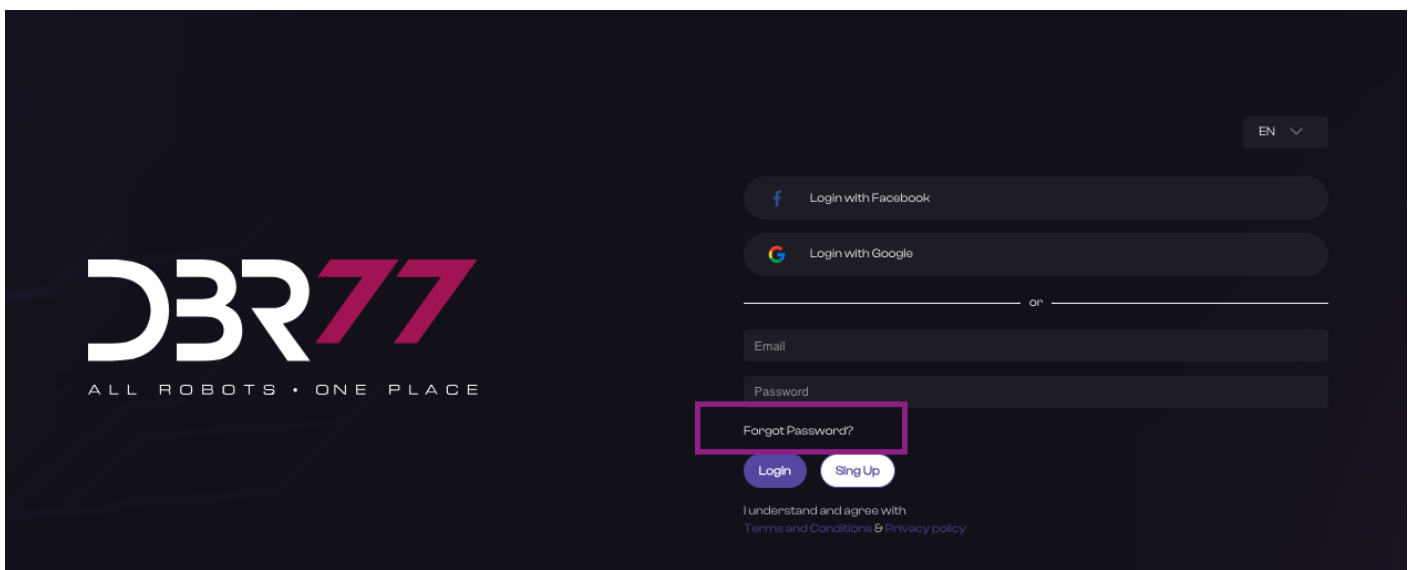 EN
Login with Facebook
Login with Google
or
DBR77
ALL ROBOTS • ONE PLACE
Email
Password
Forgot Password?
Login
Sing Up
I understand and agree with
Terms and Conditions & Privacy policy